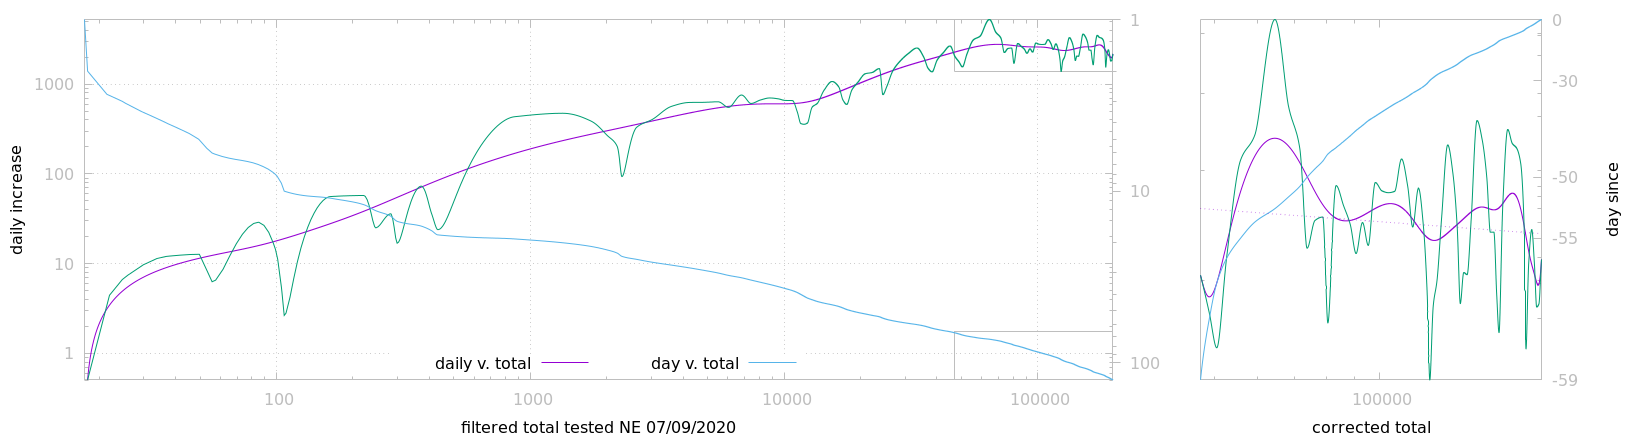 daily increase
1000
100
10
1
daily v. total
day v. total
1
10
100
100
1000
10000
100000
filtered total tested NE 07/09/2020
0
-30
-50
-55
-59
day since
100000
corrected total